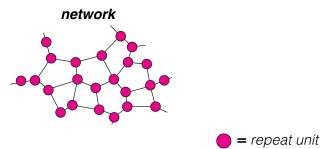 network
= repeat unit